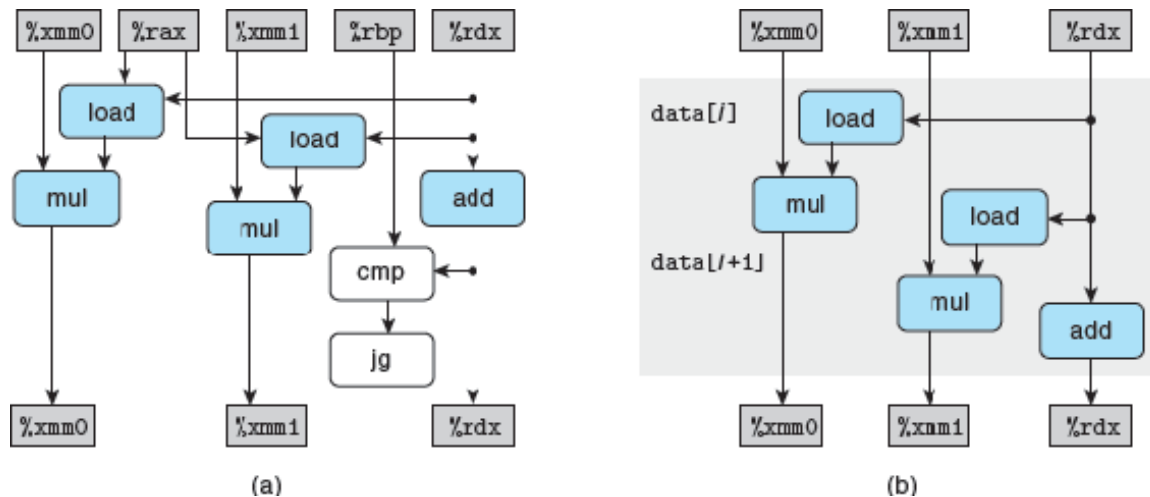 %xmm0 %rax %xmm1 %rbp %rdx
load
load
mul
mul
add
cmp
jg
%xmm0 %xmm1 %rdx
(a)
%xmm0 %xmm1 %rdx
data[i]
load
mul
load
data[i+1]
mul
add
%xmm0 %xmm1 %rdx
(b)